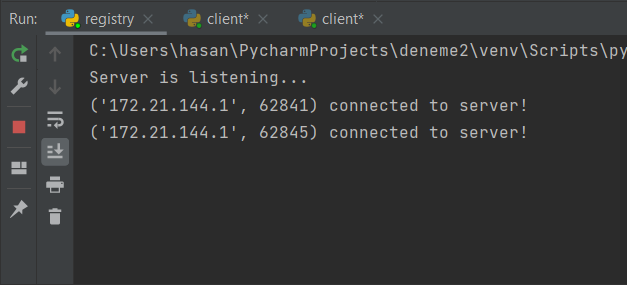 Run: registry client* client*
C:\Users\hasan\PycharmProjects\deneme2\venv\Scripts\py
Server is listening...
('172.21.144.1', 62841) connected to server!
('172.21.144.1', 62845) connected to server!